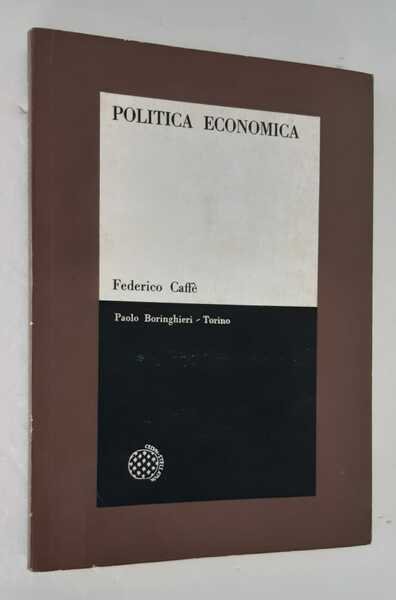 POLITICA ECONOMICA
Federico Caffè
Paolo Boringhieri - Torino